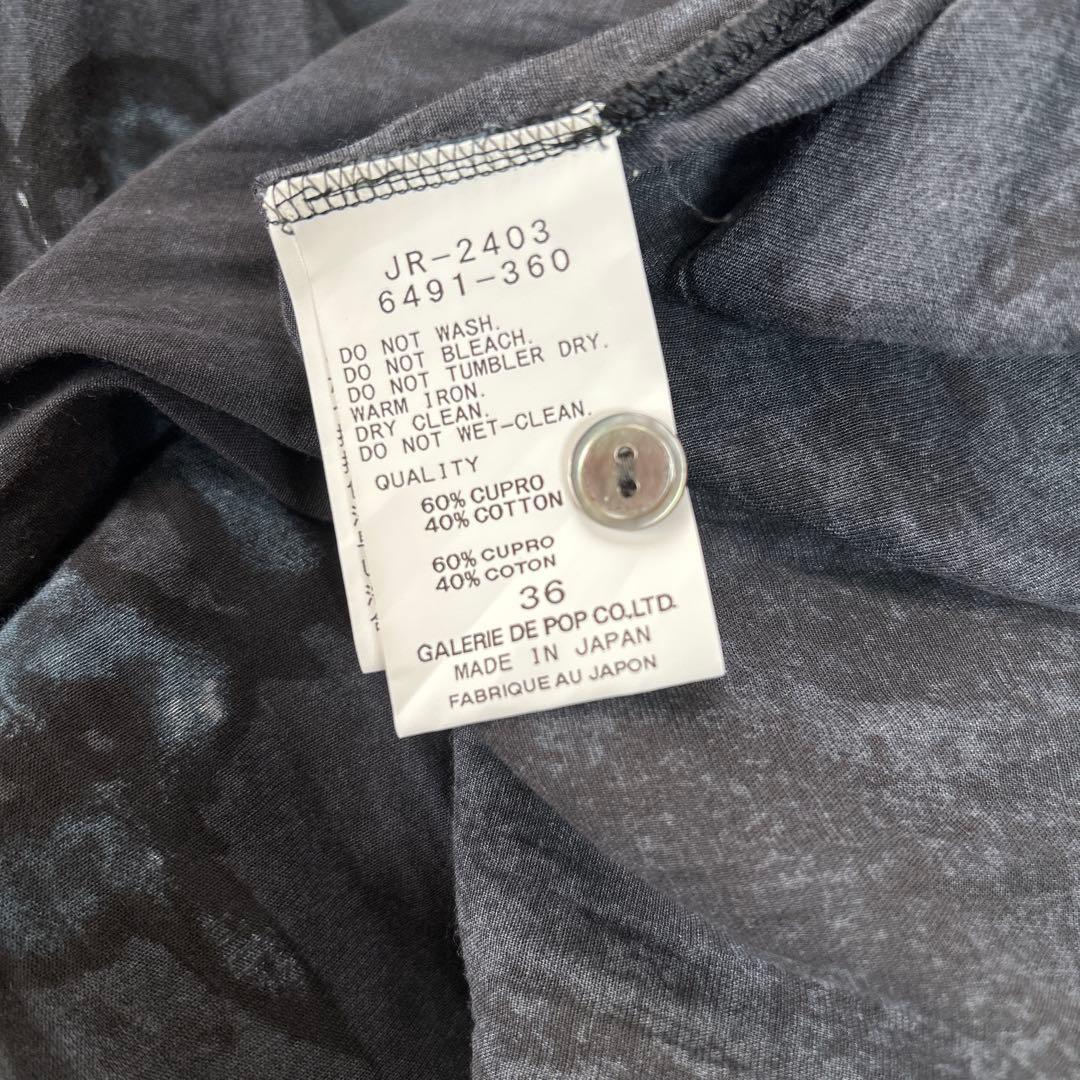 JR-2403
6491-360
DO NOT WASH.
DO NOT BLEACH.
DO NOT TUMBLER DRY.
WARM IRON.
DRY CLEAN.
DO NOT WET-CLEAN.
QUALITY
60% CUPRO
40% COTTON
60% CUPRO
40% COTON
36
GALERIE DE POP CO.,LTD.
MADE IN JAPAN
FABRIQUE AU JAPON